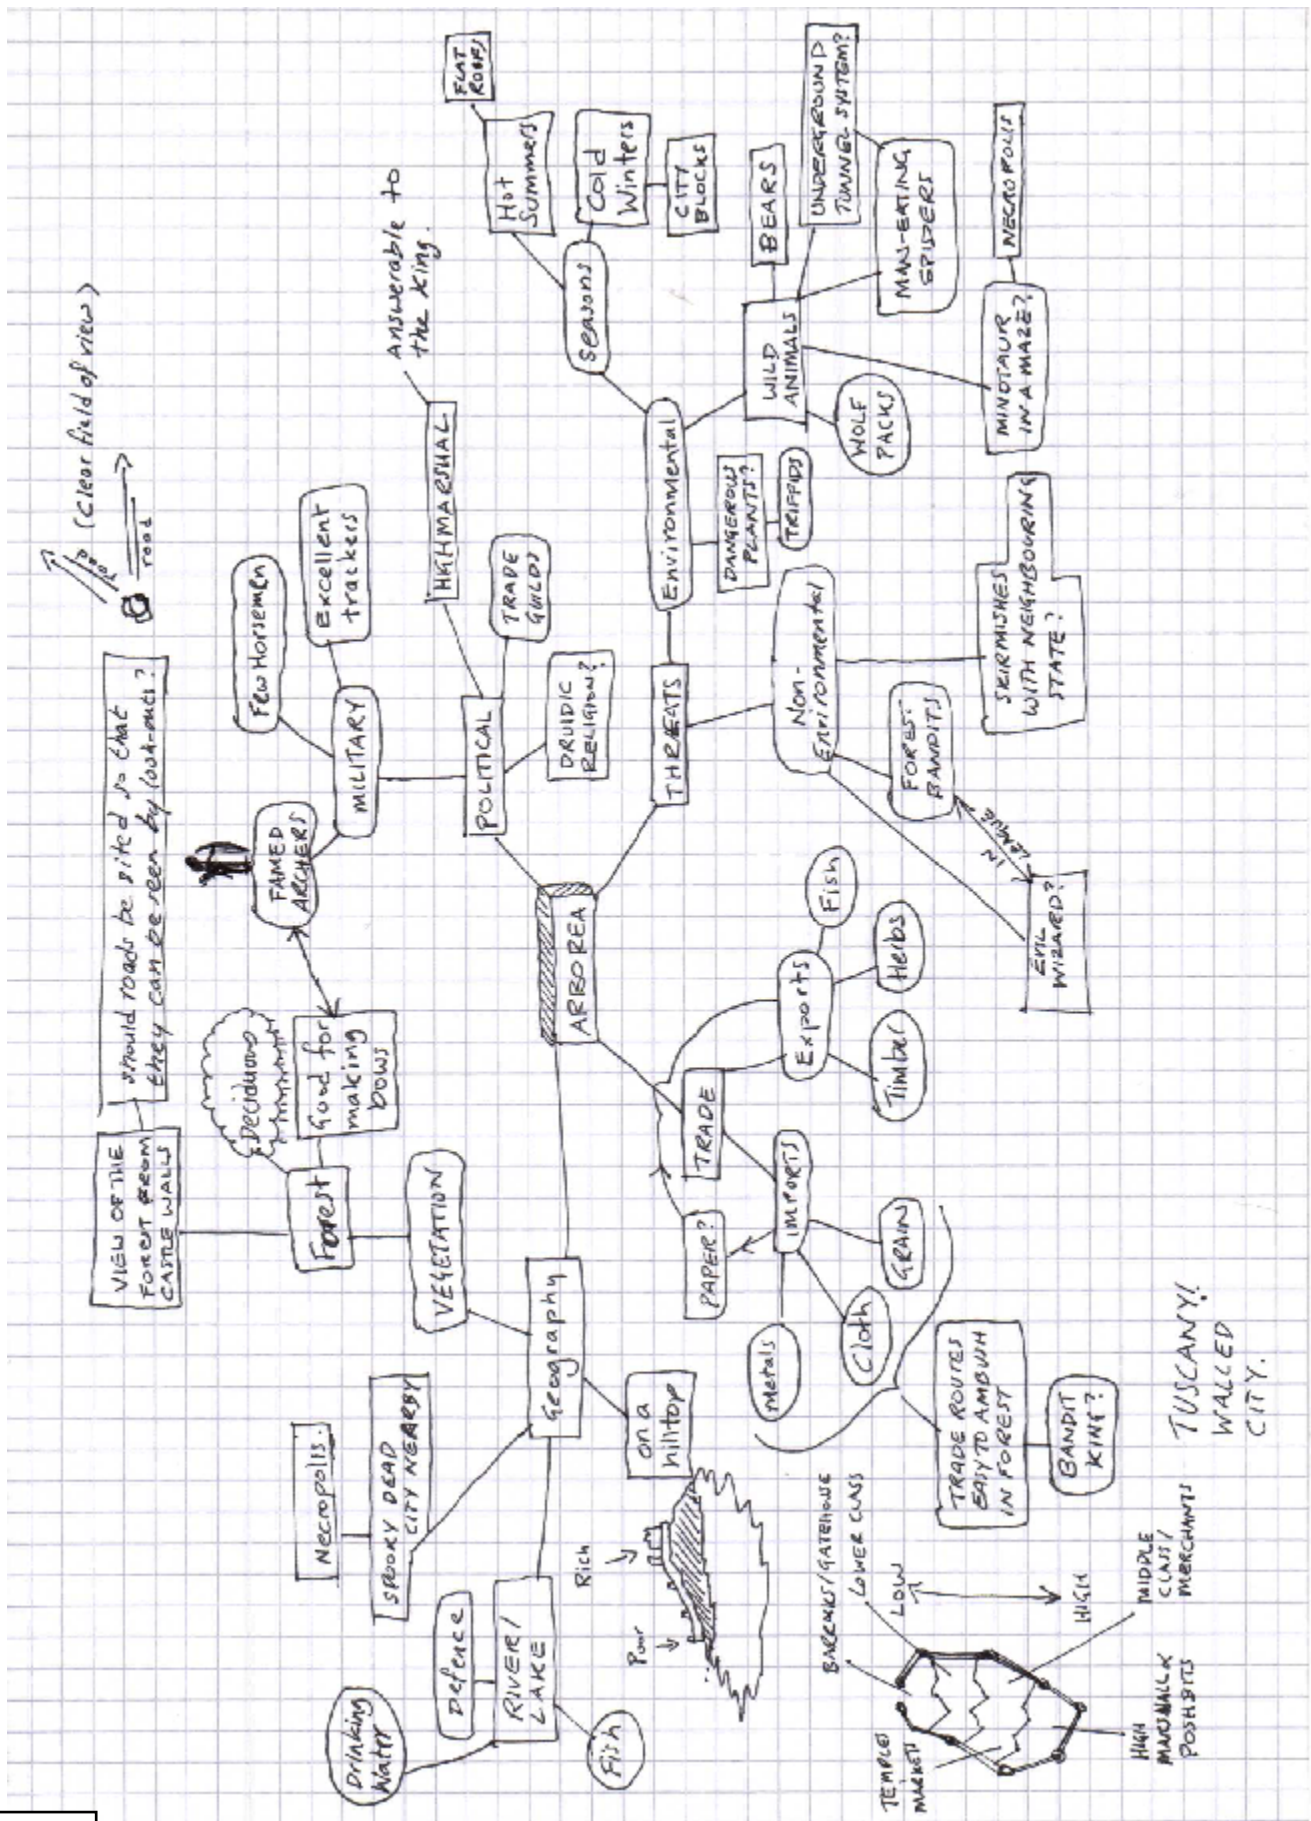 VIEW OF THE
FOREST FROM
CASTLE WALLS
should roads be sited so that
they can be seen by look-outs?
(Clear field of view)
road
road
Deciduous
Forest
Good for
making
bows
VEGETATION
FAMED
ARCHERS
Few Horsemen
Excellent
trackers
MILITARY
Necropolis.
SPOOKY DEAD
CITY NEARBY
Drinking
Water
Defence
RIVER/
LAKE
Fish
Geography
on a
hilltop
Rich
Poor
ARBOREA
POLITICAL
HIGHMARSHAL
Answerable to
the King.
TRADE
GUILDS
DRUIDIC
RELIGION?
THREATS
Environmental
Seasons
Hot
Summers
FLAT
ROOFS
Cold
Winters
CITY
BLOCKS
WILD
ANIMALS
BEARS
UNDERGROUND
TUNNEL SYSTEM?
MAN-EATING
SPIDERS
NECROPOLIS
MINOTAUR
IN A MAZE?
WOLF
PACKS
DANGEROUS
PLANTS?
TRIFFIDS
Non-
Environmental
FOREST
BANDITS
SKIRMISHES
WITH NEIGHBOURING
STATE?
IN
LEAGUE
EVIL
WIZARD?
TRADE
Exports
Fish
Herbs
Timber
PAPER?
IMPORTS
Metals
Cloth
GRAIN
TRADE ROUTES
EASY TO AMBUSH
IN FOREST
BANDIT
KING?
BARRACKS/GATEHOUSE
LOWER CLASS
LOW
HIGH
MIDDLE
CLASS/
MERCHANTS
TEMPLE/
MARKET
HIGH
MARSHALL &
POSH BITS
TUSCANY!
WALLED
CITY.